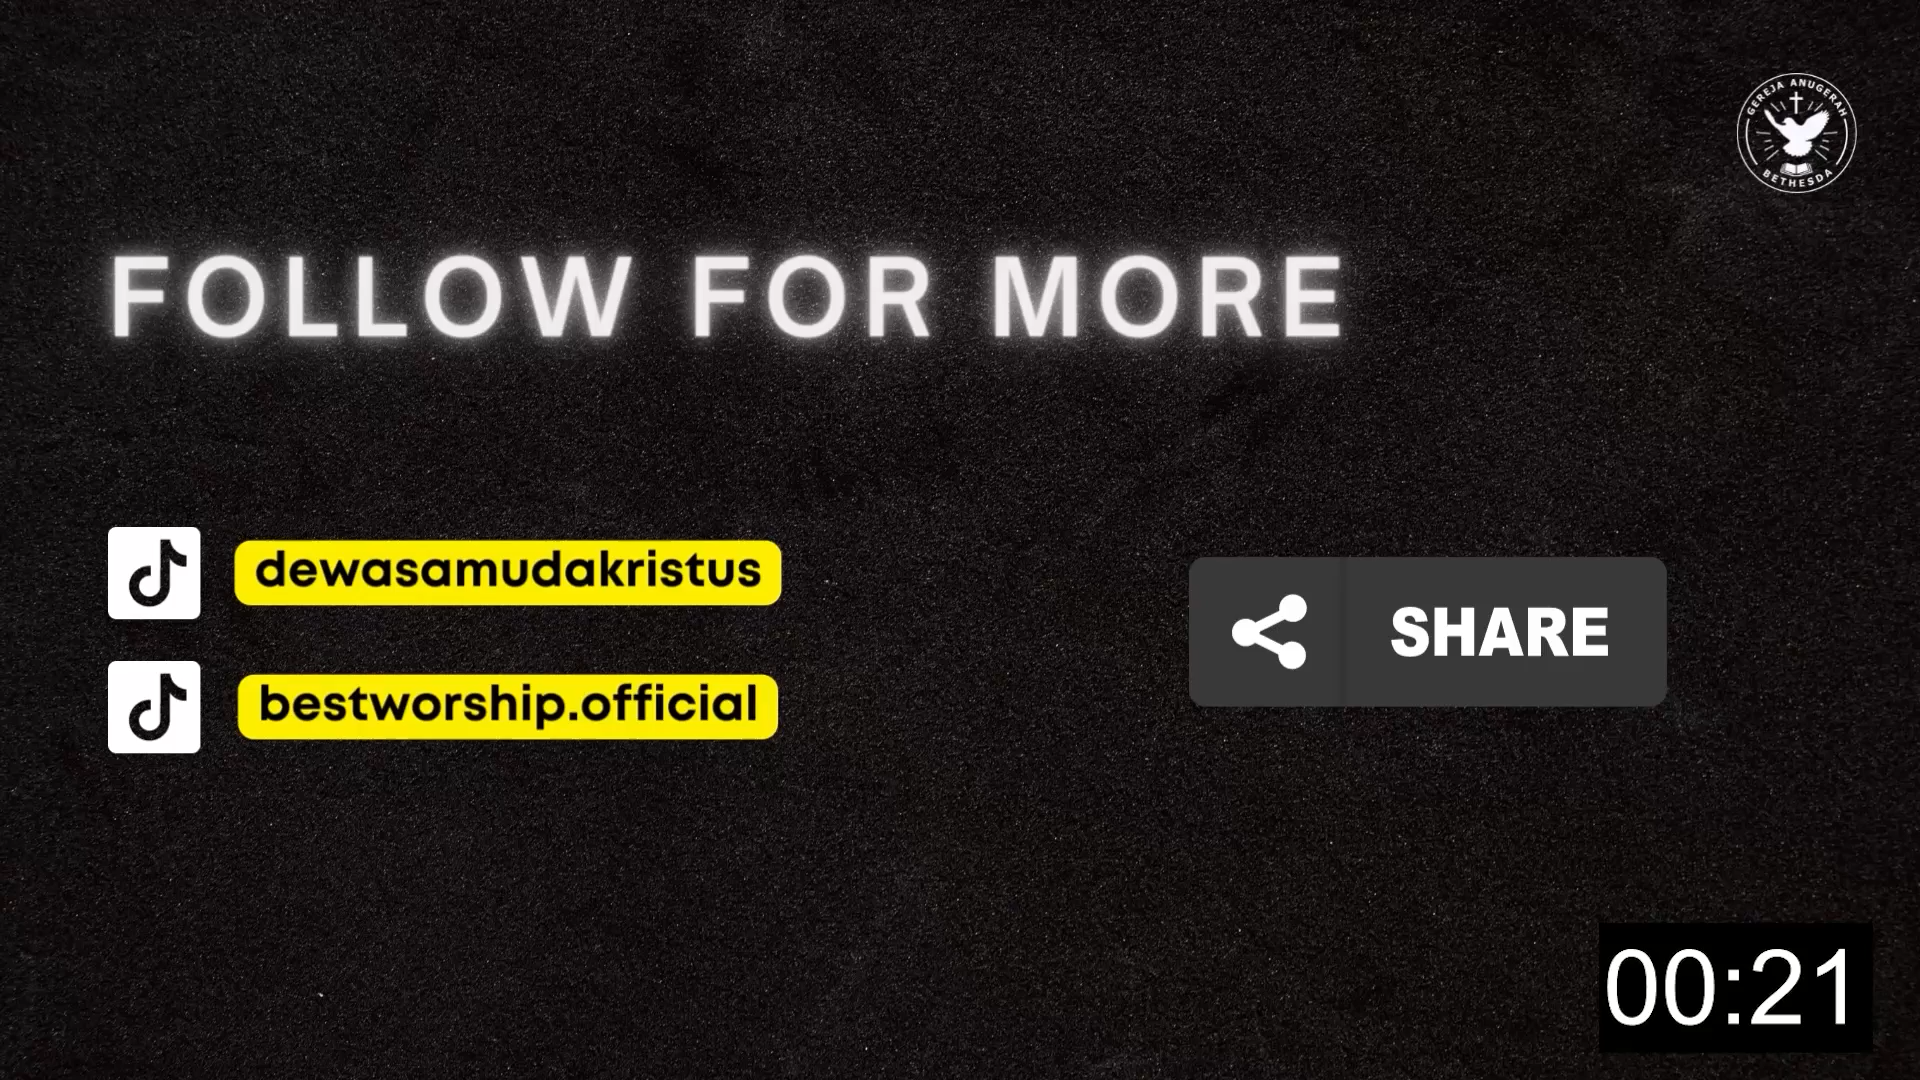 GEREJA ANUGERAH
BETHESDA
FOLLOW FOR MORE
dewasamudakristus
bestworship.official
SHARE
00:21